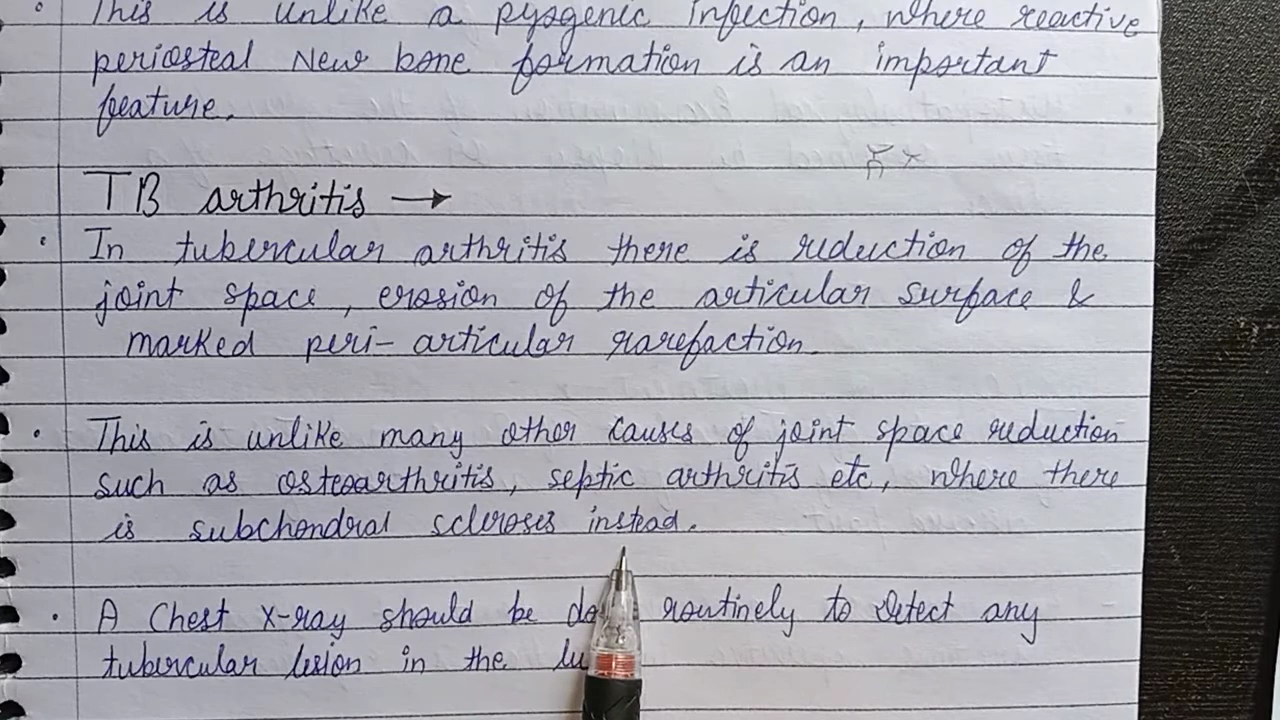 This is unlike a pyogenic infection, where reactive
periosteal New bone formation is an important
feature.
TB arthritis →
In tubercular arthritis there is reduction of the
joint space, erosion of the articular surface &
marked peri-articular rarefaction.
This is unlike many other causes of joint space reduction
such as osteoarthritis, septic arthritis etc, where there
is subchondral scleroses instead.
A Chest X-ray should be routinely to detect any
tubercular lesion in the